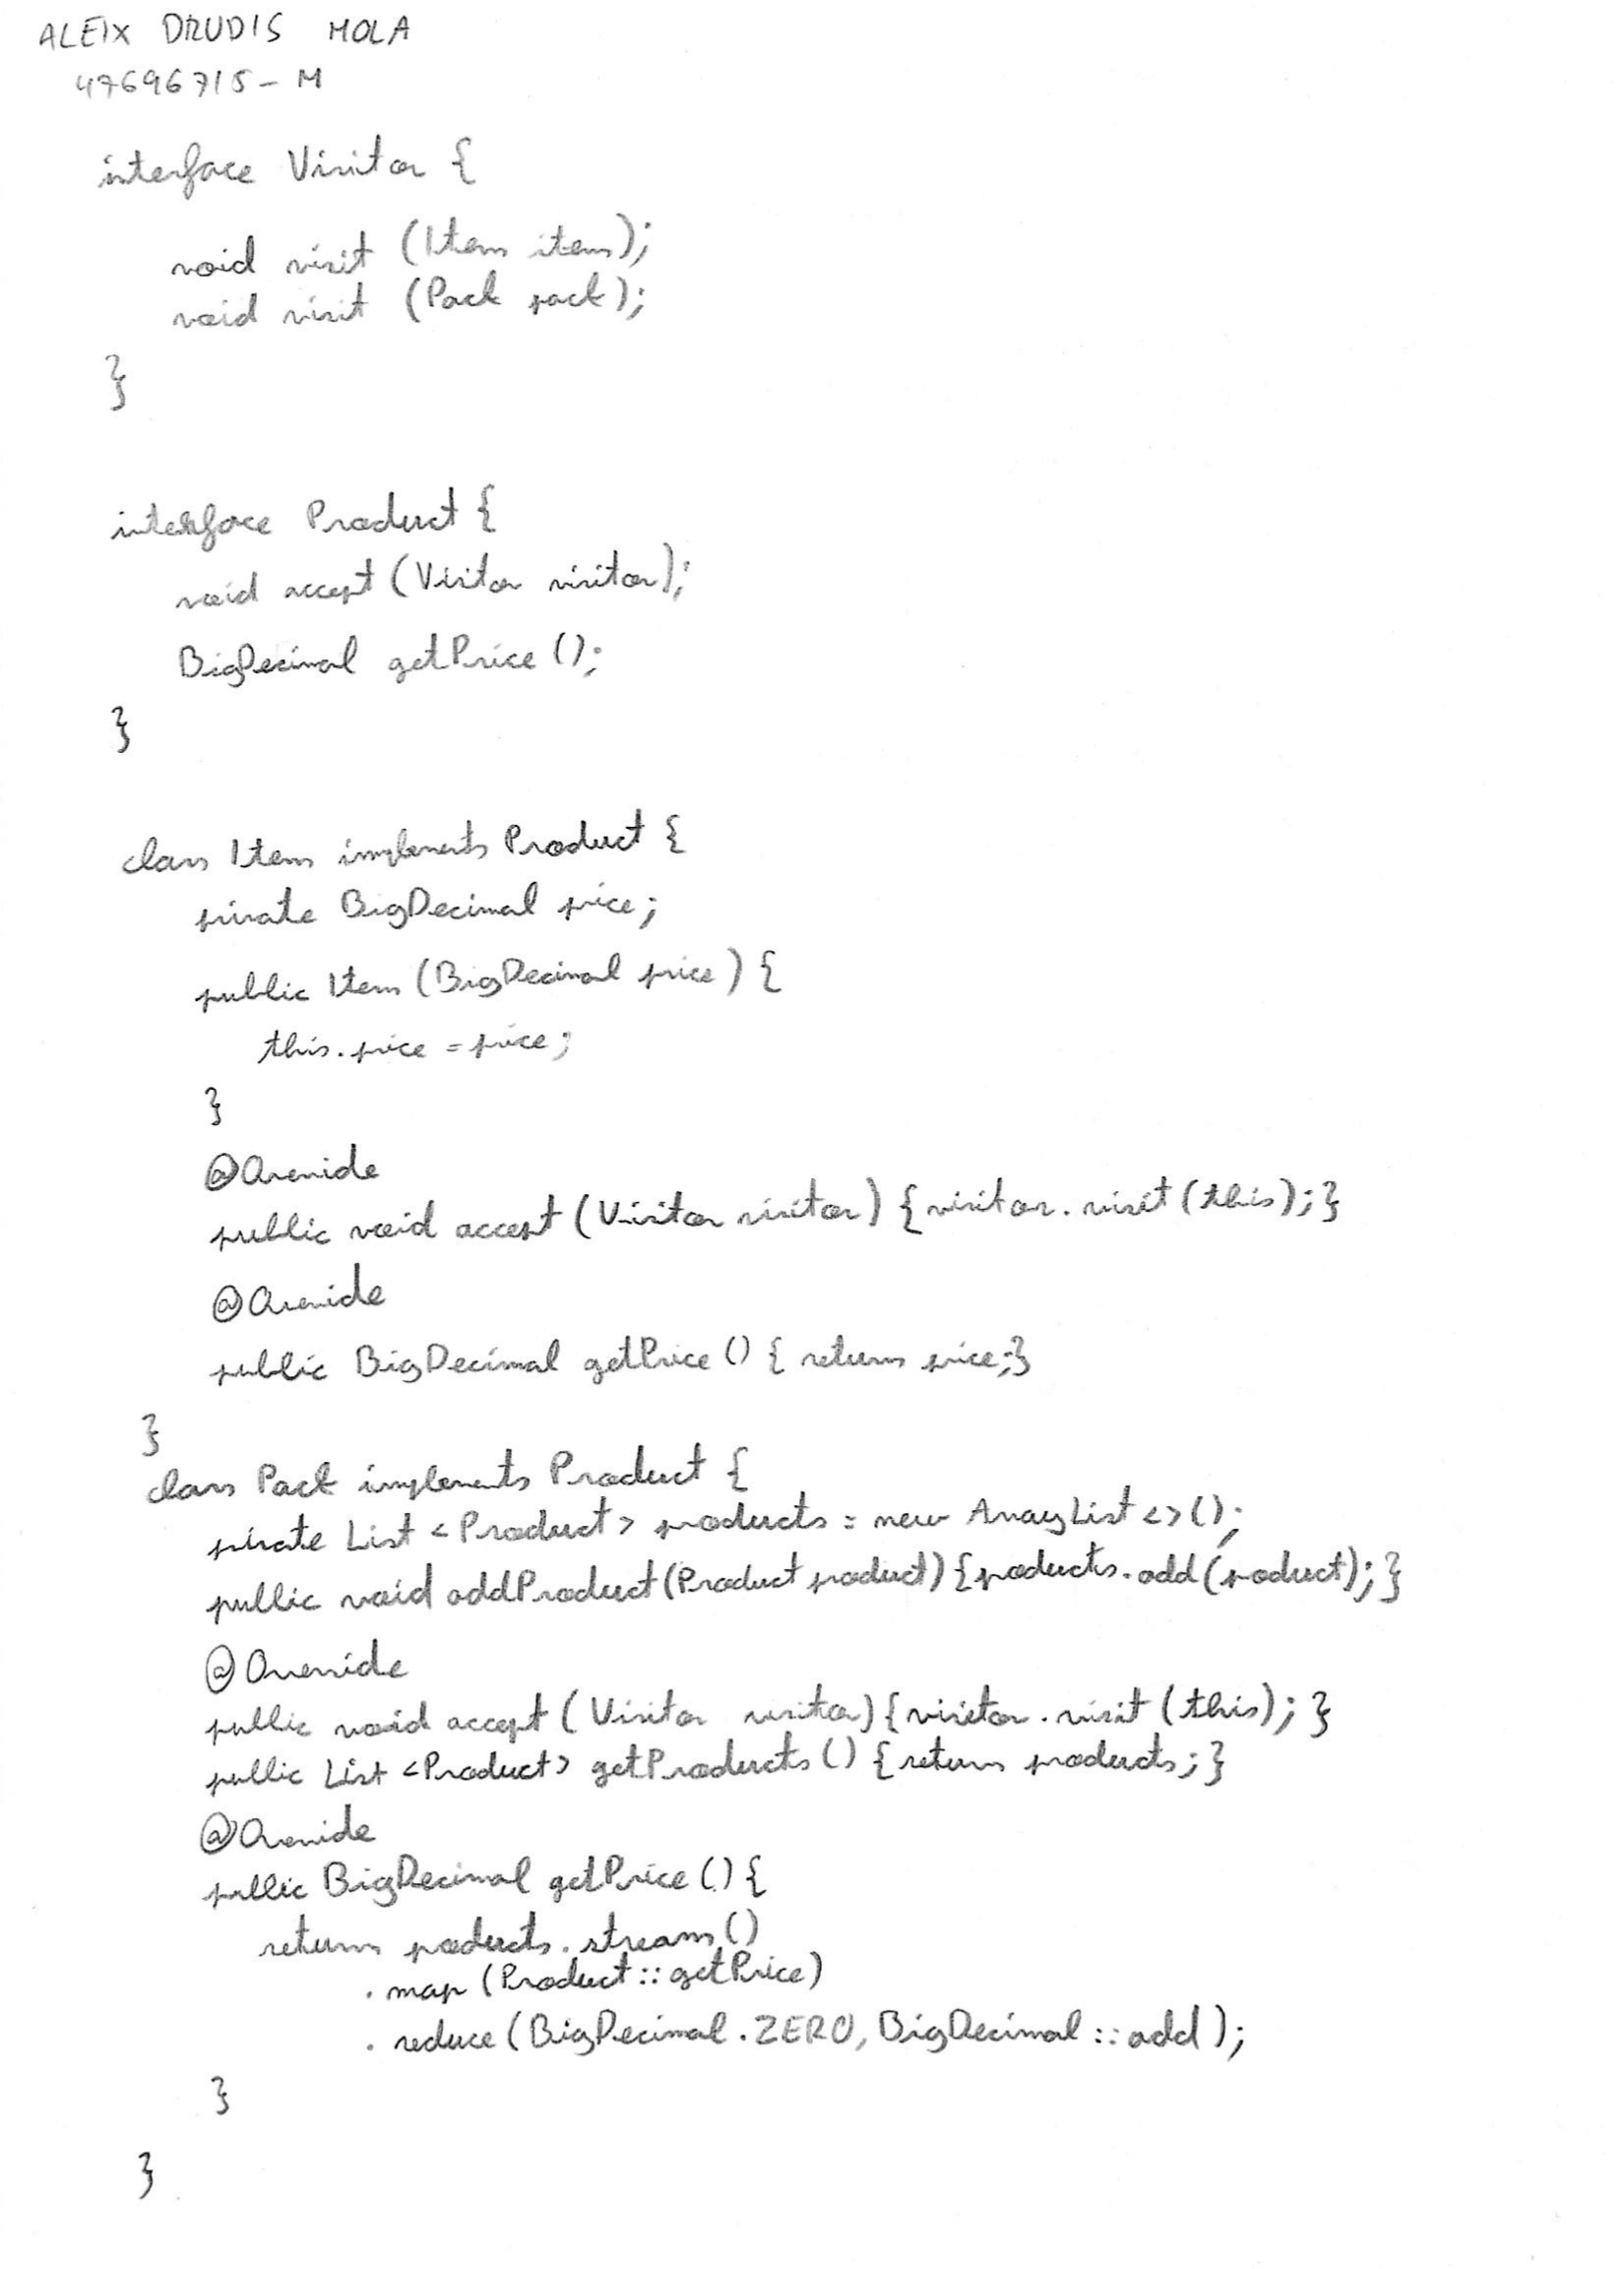 ALEIX DRUDIS MOLA
47696715-M
interface Visitor {
void visit (Item item);
void visit (Pack pack);
}
interface Product {
void accept (Visitor visitor);
BigDecimal getPrice ();
}
class Item implements Product {
private BigDecimal price;
public Item (BigDecimal price) {
this.price = price;
}
@Override
public void accept (Visitor visitor) {visitor.visit (this);}
@Override
public BigDecimal getPrice () { return price;}
}
class Pack implements Product {
private List <Product> products = new ArrayList <> ();
public void addProduct (Product product) {products.add (product);}
@Override
public void accept (Visitor visitor) {visitor.visit (this); }
public List <Product> getProducts () {return products;}
@Override
public BigDecimal getPrice () {
return products.stream ()
.map (Product::getPrice)
.reduce (BigDecimal.ZERO, BigDecimal::add);
}
}